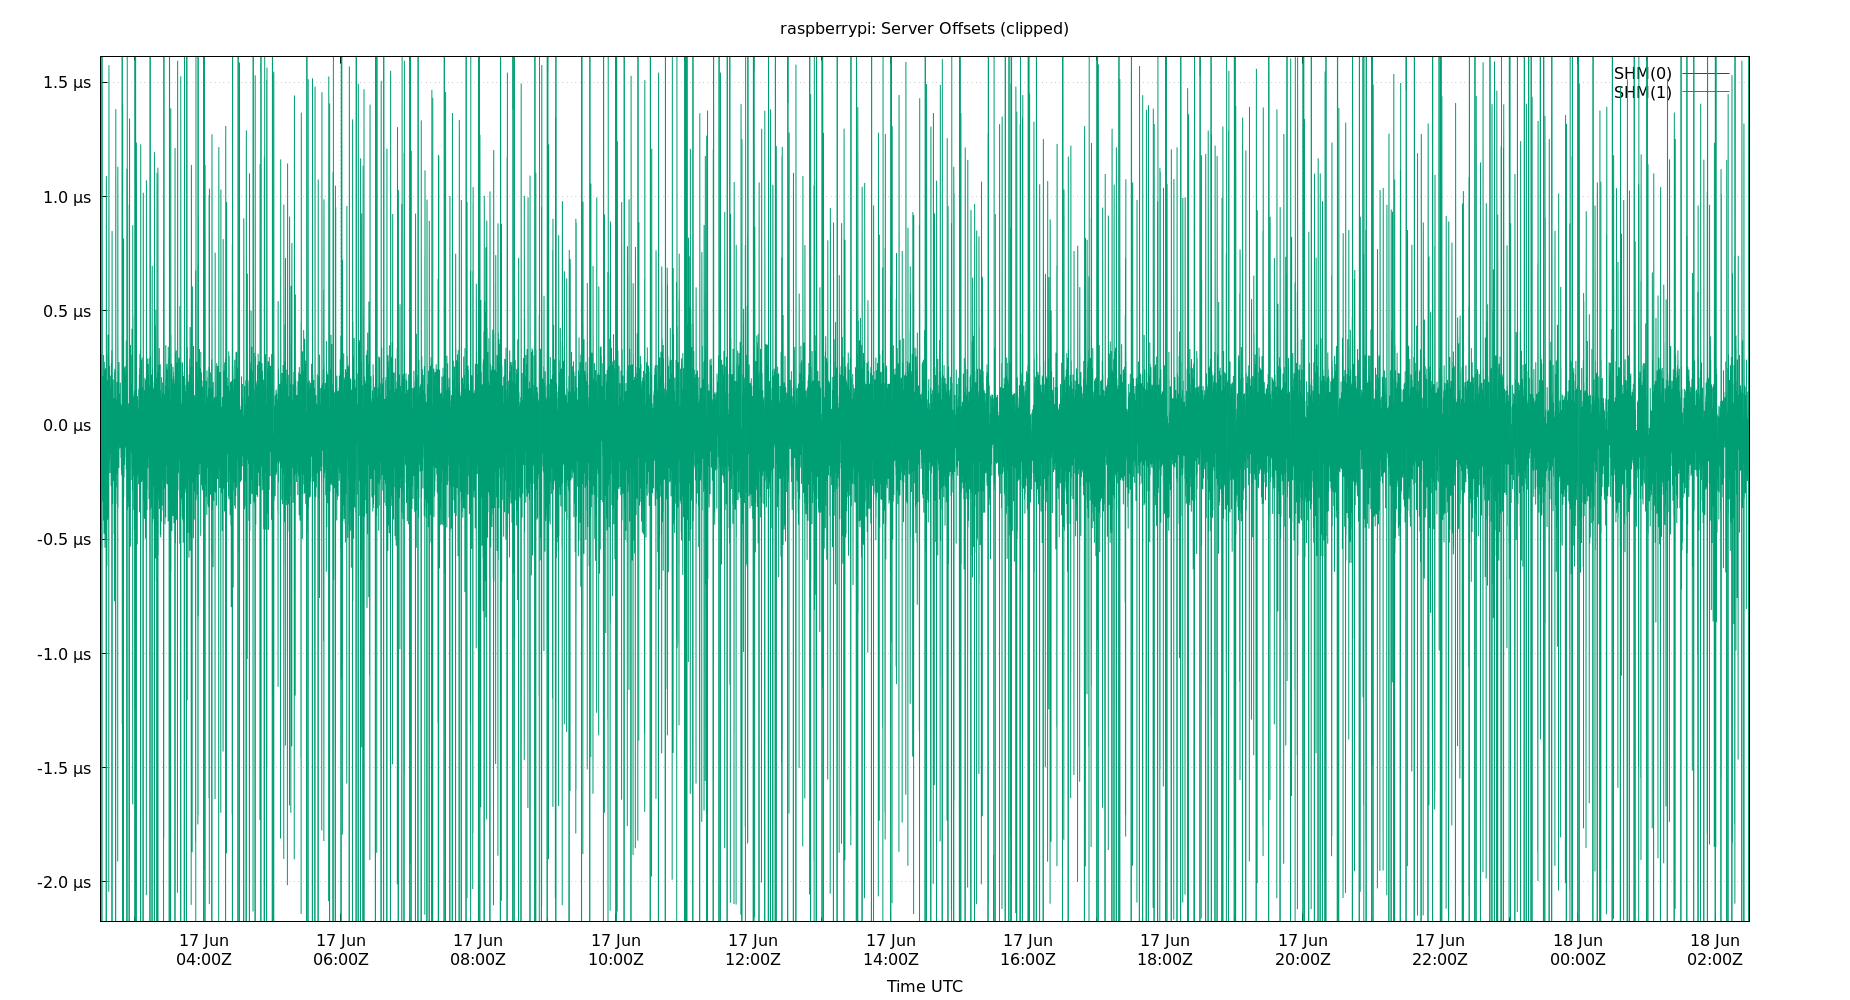 raspberrypi: Server Offsets (clipped)
SHM(0)
SHM(1)
1.5 µs
1.0 µs
0.5 µs
0.0 µs
-0.5 µs
-1.0 µs
-1.5 µs
-2.0 µs
17 Jun 17 Jun 17 Jun 17 Jun 17 Jun 17 Jun 17 Jun 17 Jun 17 Jun 17 Jun 18 Jun 18 Jun
04:00Z 06:00Z 08:00Z 10:00Z 12:00Z 14:00Z 16:00Z 18:00Z 20:00Z 22:00Z 00:00Z 02:00Z
Time UTC